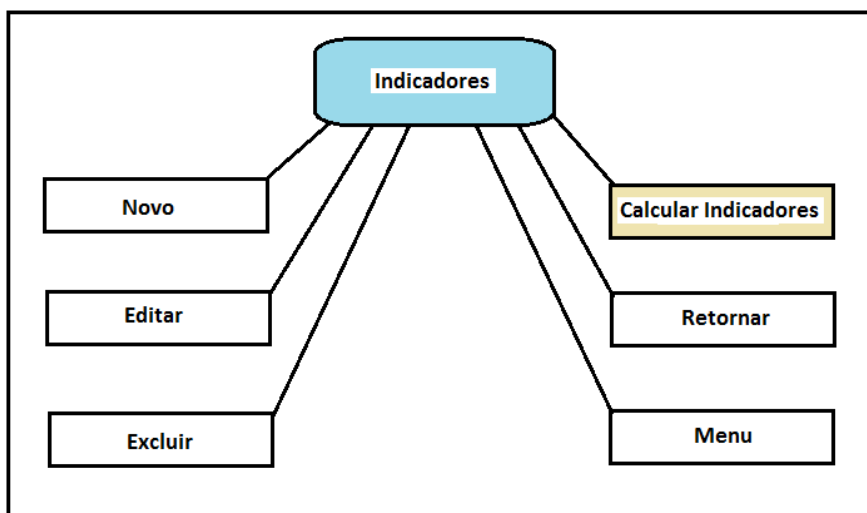 Indicadores
Novo
Calcular Indicadores
Editar
Retornar
Excluir
Menu